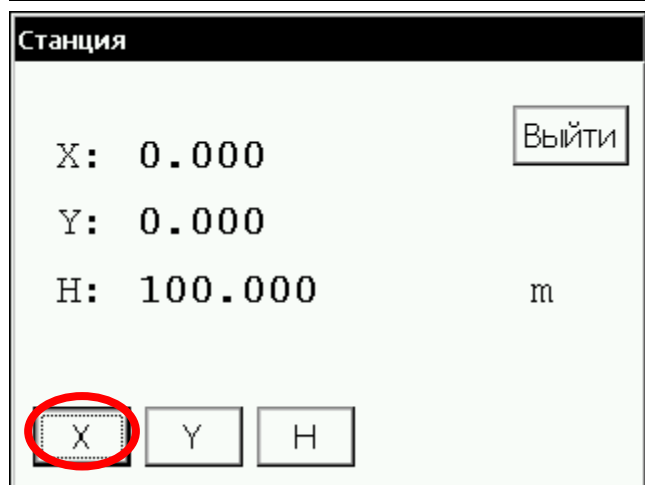 Станция
Выйти
X: 0.000
Y: 0.000
H: 100.000 m
X Y H